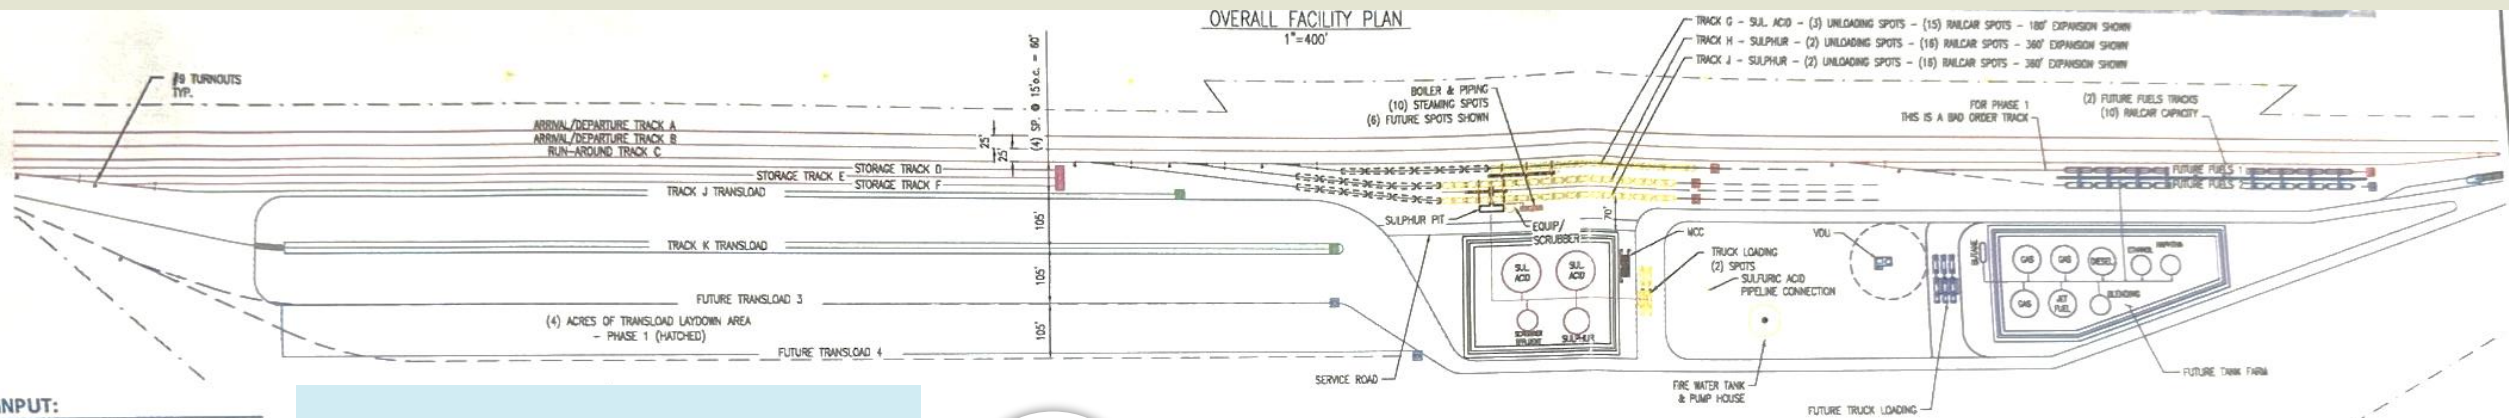 OVERALL FACILITY PLAN
1"=400'
#9 TURNOUTS
TYP.
ARRIVAL/DEPARTURE TRACK A
ARRIVAL/DEPARTURE TRACK B
RUN-AROUND TRACK C
STORAGE TRACK D
STORAGE TRACK E
STORAGE TRACK F
TRACK J TRANSLOAD
TRACK K TRANSLOAD
FUTURE TRANSLOAD 3
(4) ACRES OF TRANSLOAD LAYDOWN AREA
- PHASE 1 (HATCHED)
FUTURE TRANSLOAD 4
25'
25'
(4) SP. @ 15'o.c. = 60'
105'
105'
105'
TRACK G - SUL ACID - (3) UNLOADING SPOTS - (15) RAILCAR SPOTS - 180' EXPANSION SHOWN
TRACK H - SULPHUR - (2) UNLOADING SPOTS - (16) RAILCAR SPOTS - 360' EXPANSION SHOWN
TRACK J - SULPHUR - (2) UNLOADING SPOTS - (16) RAILCAR SPOTS - 360' EXPANSION SHOWN
BOILER & PIPING
(10) STEAMING SPOTS
(6) FUTURE SPOTS SHOWN
SULPHUR PIT
EQUIP/
SCRUBBER
70'
SUL
ACID
SUL
ACID
SCRUBBER
EFFLUENT
SULPHUR
SERVICE ROAD
MCC
TRUCK LOADING
(2) SPOTS
SULFURIC ACID
PIPELINE CONNECTION
FIRE WATER TANK
& PUMP HOUSE
VDU
FOR PHASE 1
THIS IS A BAD ORDER TRACK
(2) FUTURE FUELS TRACKS
(10) RAILCAR CAPACITY
FUTURE FUELS 1
FUTURE FUELS 2
BUTANE
GAS
GAS
DIESEL
ETHANOL
GAS
JET
FUEL
BLENDING
FUTURE TANK FARM
FUTURE TRUCK LOADING
INPUT: